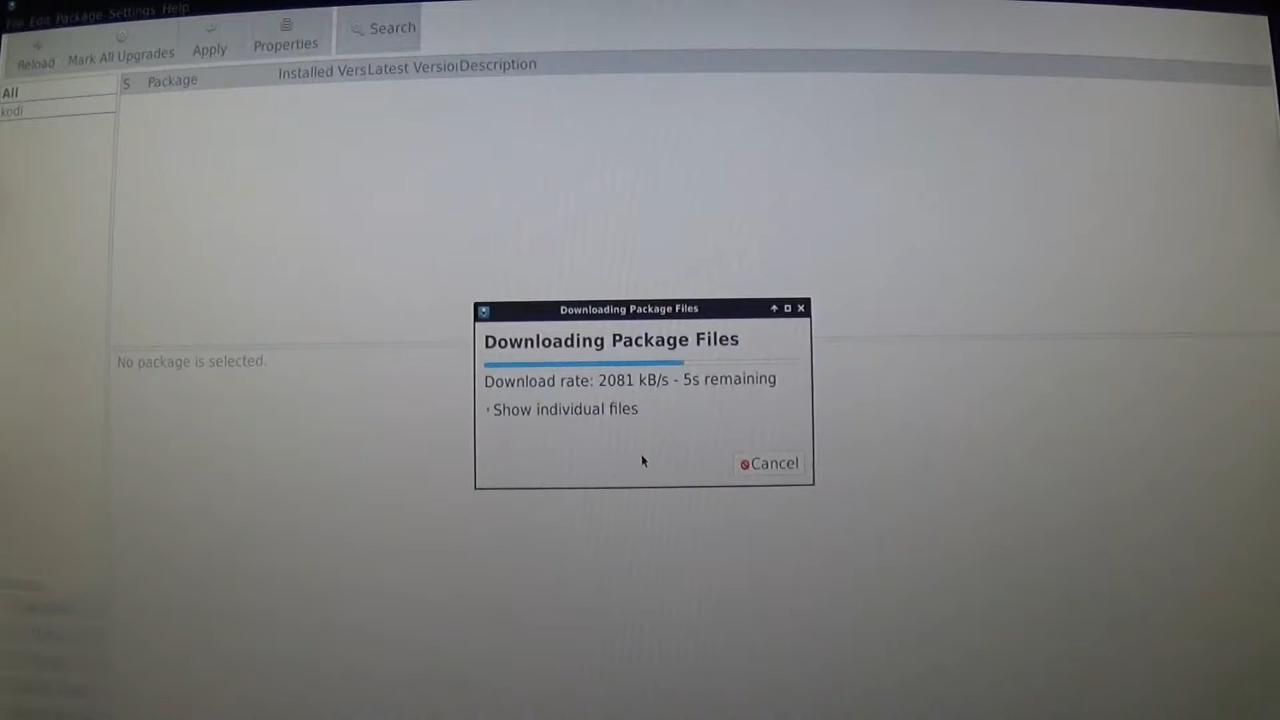 File Edit Package Settings Help
Reload Mark All Upgrades Apply Properties Search
All
kodi
S Package Installed Vers Latest Versio Description
No package is selected.
Downloading Package Files
Downloading Package Files
Download rate: 2081 kB/s - 5s remaining
Show individual files
Cancel